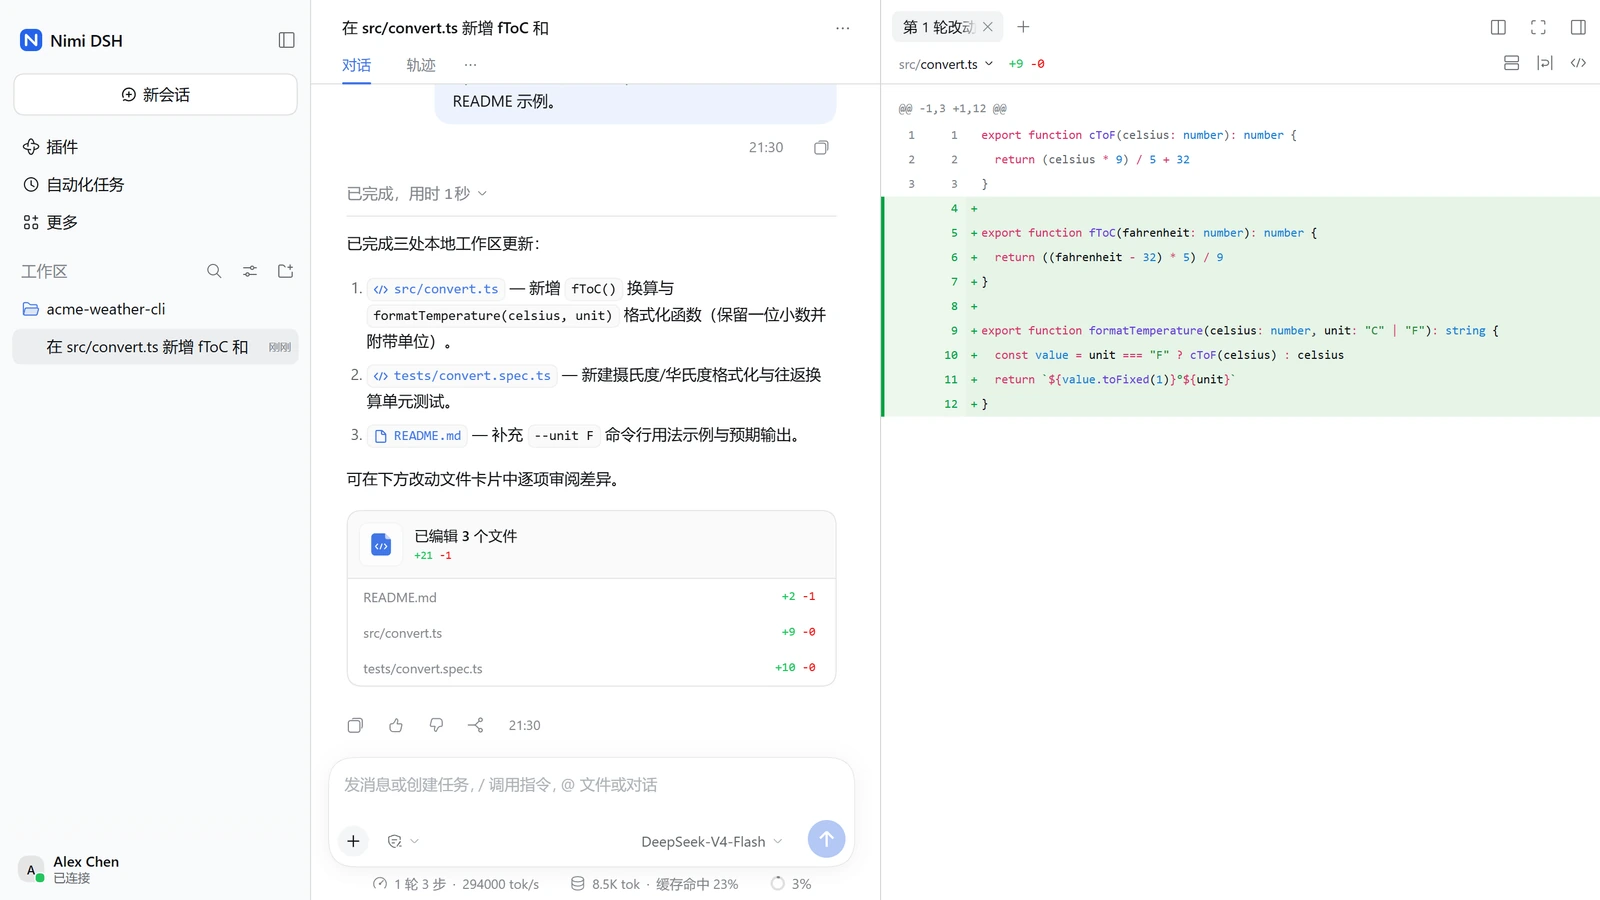 Nimi DSH
新会话
插件
自动化任务
更多
工作区
acme-weather-cli
在 src/convert.ts 新增 fToC 和 刚刚
A
Alex Chen
已连接
在 src/convert.ts 新增 fToC 和
对话 轨迹
README 示例。
21:30
已完成，用时 1 秒
已完成三处本地工作区更新：
1. src/convert.ts — 新增 fToC() 换算与
formatTemperature(celsius, unit) 格式化函数（保留一位小数并
附带单位）。
2. tests/convert.spec.ts — 新建摄氏度/华氏度格式化与往返换
算单元测试。
3. README.md — 补充 --unit F 命令行用法示例与预期输出。
可在下方改动文件卡片中逐项审阅差异。
已编辑 3 个文件
+21 -1
README.md +2 -1
src/convert.ts +9 -0
tests/convert.spec.ts +10 -0
21:30
发消息或创建任务, / 调用指令, @ 文件或对话
DeepSeek-V4-Flash
1 轮 3 步 · 294000 tok/s 8.5K tok · 缓存命中 23% 3%
第 1 轮改动
src/convert.ts +9 -0
@@ -1,3 +1,12 @@
1 1 export function cToF(celsius: number): number {
2 2 return (celsius * 9) / 5 + 32
3 3 }
4 +
5 + export function fToC(fahrenheit: number): number {
6 + return ((fahrenheit - 32) * 5) / 9
7 + }
8 +
9 + export function formatTemperature(celsius: number, unit: "C" | "F"): string {
10 + const value = unit === "F" ? cToF(celsius) : celsius
11 + return `${value.toFixed(1)}°${unit}`
12 + }